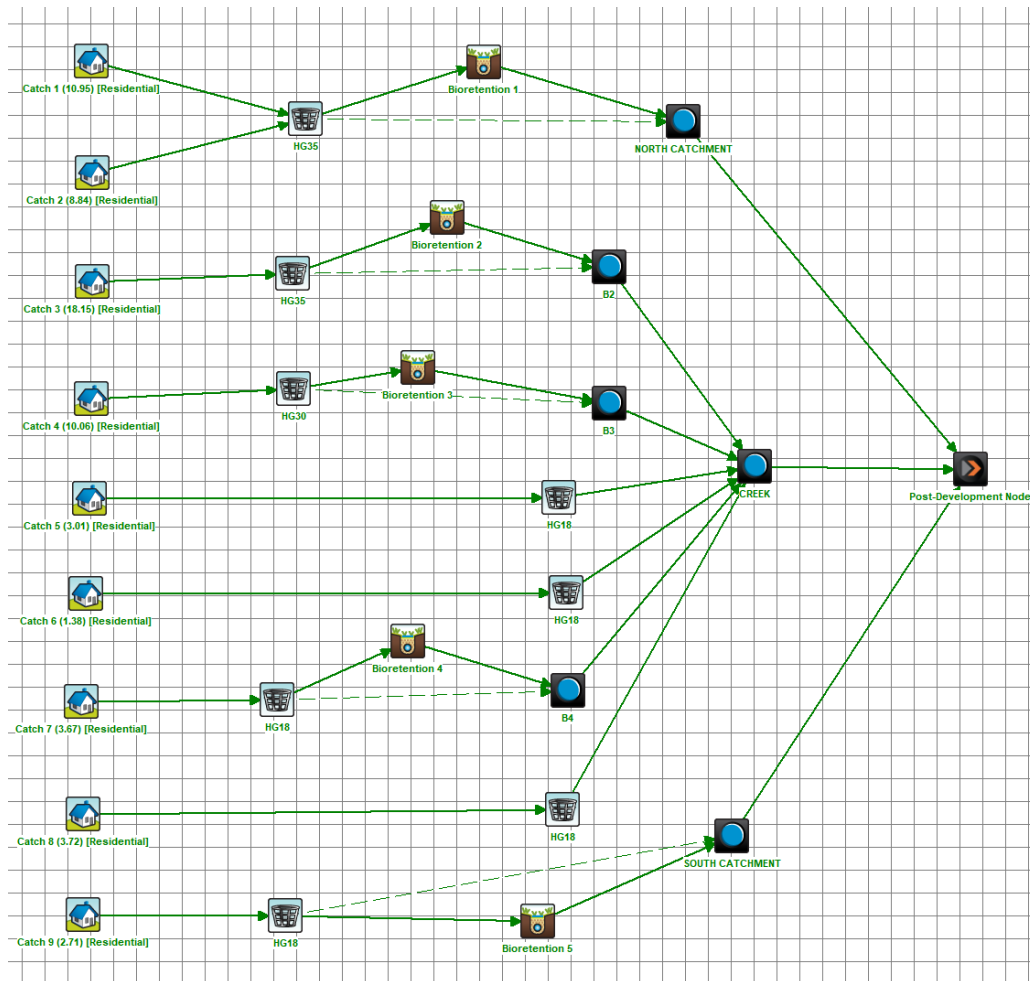 Catch 1 (10.95) [Residential]
Bioretention 1
HG35
NORTH CATCHMENT
Catch 2 (8.84) [Residential]
Bioretention 2
HG35
B2
Catch 3 (18.15) [Residential]
Bioretention 3
HG30
B3
Catch 4 (10.06) [Residential]
CREEK
Post-Development Node
HG18
Catch 5 (3.01) [Residential]
HG18
Catch 6 (1.38) [Residential]
Bioretention 4
HG18
B4
Catch 7 (3.67) [Residential]
HG18
Catch 8 (3.72) [Residential]
SOUTH CATCHMENT
HG18
Catch 9 (2.71) [Residential]
Bioretention 5